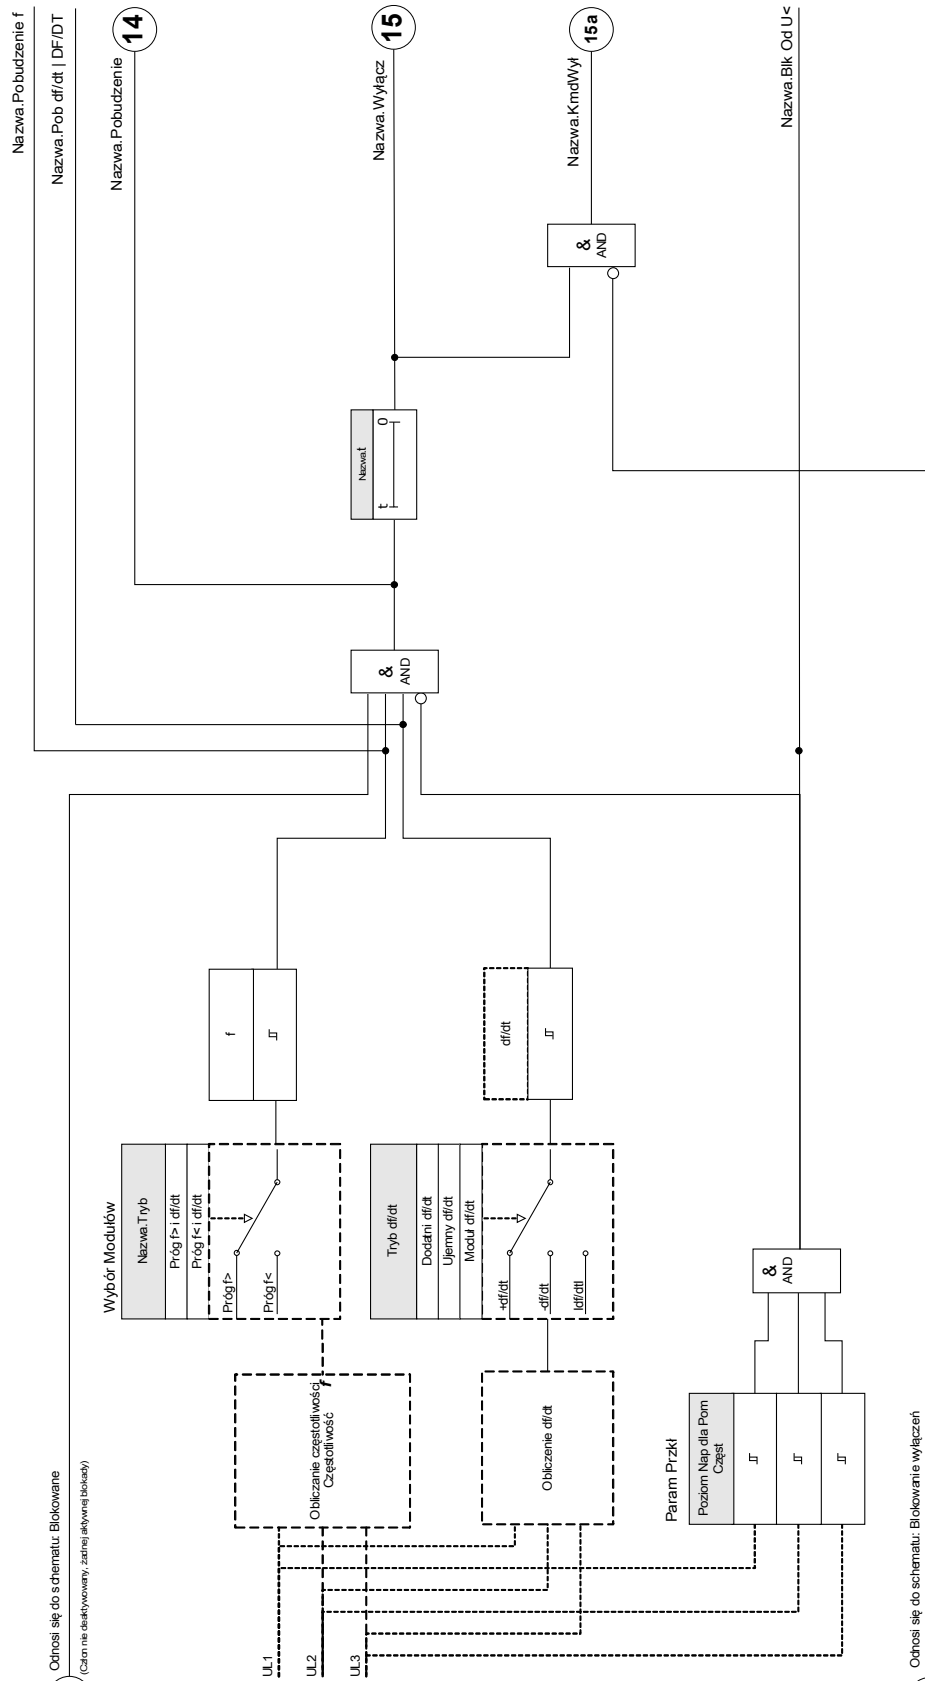 Nazwa.Pobudzenie f
Nazwa.Pob df/dt | DF/DT
Nazwa.Pobudzenie
14
Nazwa.Wyłącz
15
Nazwa.KmdWył
15a
Nazwa.Blk Od U<
&
AND
Nazwa.t
t
0
&
AND
f
df/dt
Wybór Modułów
Nazwa.Tryb
Próg f> i df/dt
Próg f< i df/dt
Próg f>
Próg f<
Tryb df/dt
Dodatni df/dt
Ujemny df/dt
Moduł df/dt
+df/dt
-df/dt
Idf/dtI
&
AND
Obliczanie częstotliwości
f
Częstotliwość
Obliczenie df/dt
Param Przkł
Poziom Nap dla Pom
Częst
UL1
UL2
UL3
Odnosi się do schematu: Blokowane
(Człon nie deaktywowany, żadnej aktywnej blokady)
Odnosi się do schematu: Blokowanie wyłączeń